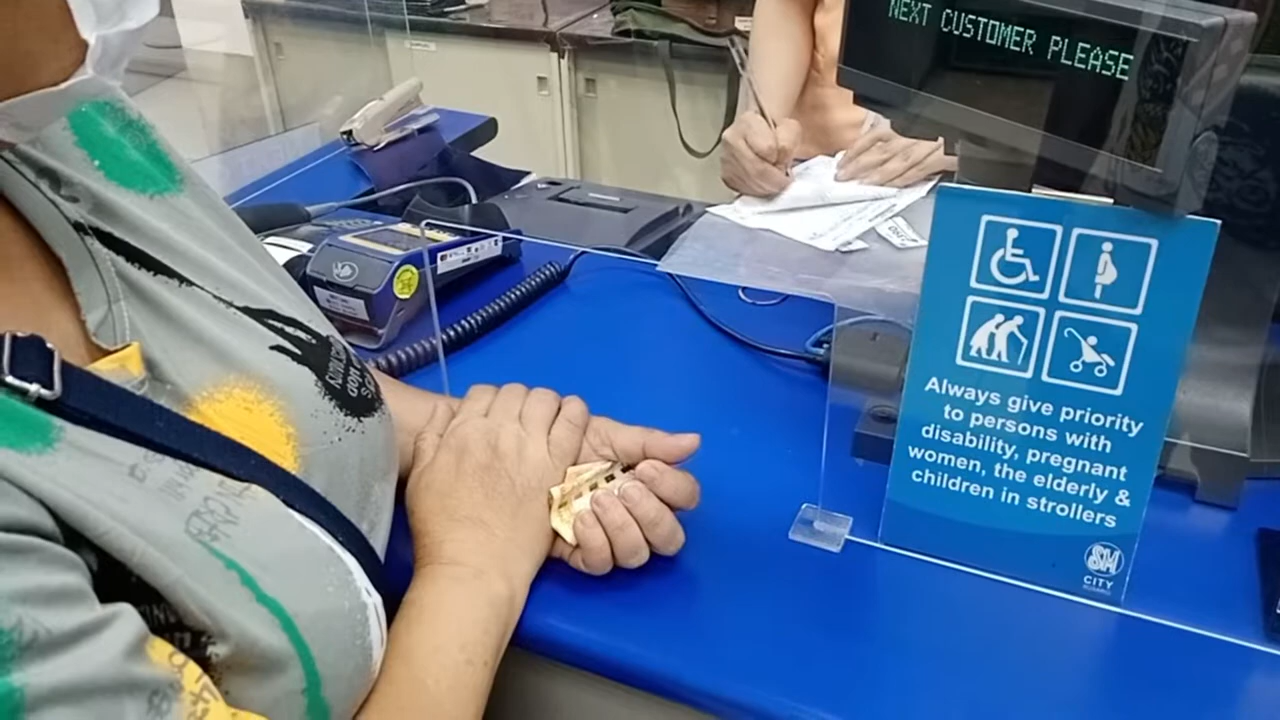 NEXT CUSTOMER PLEASE
Always give priority
to persons with
disability, pregnant
women, the elderly &
children in strollers
SM
CITY